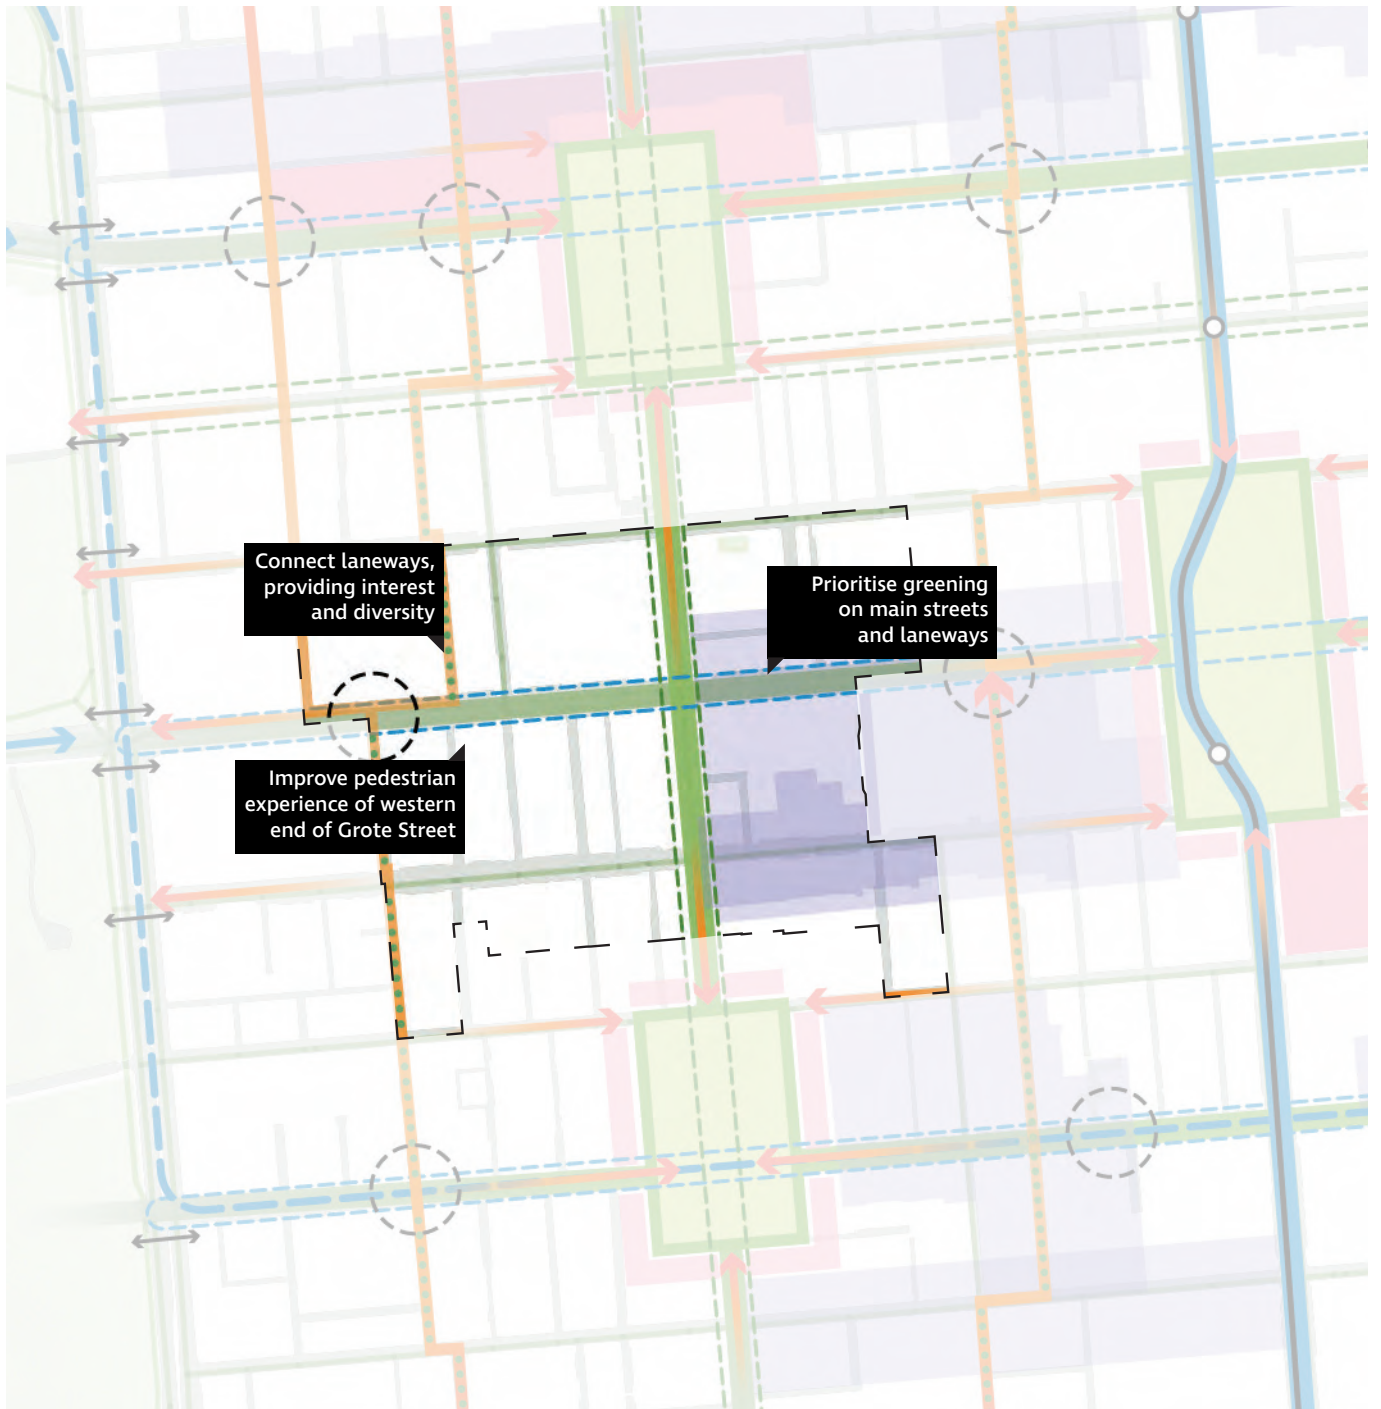 Connect laneways,
providing interest
and diversity
Prioritise greening
on main streets
and laneways
Improve pedestrian
experience of western
end of Grote Street